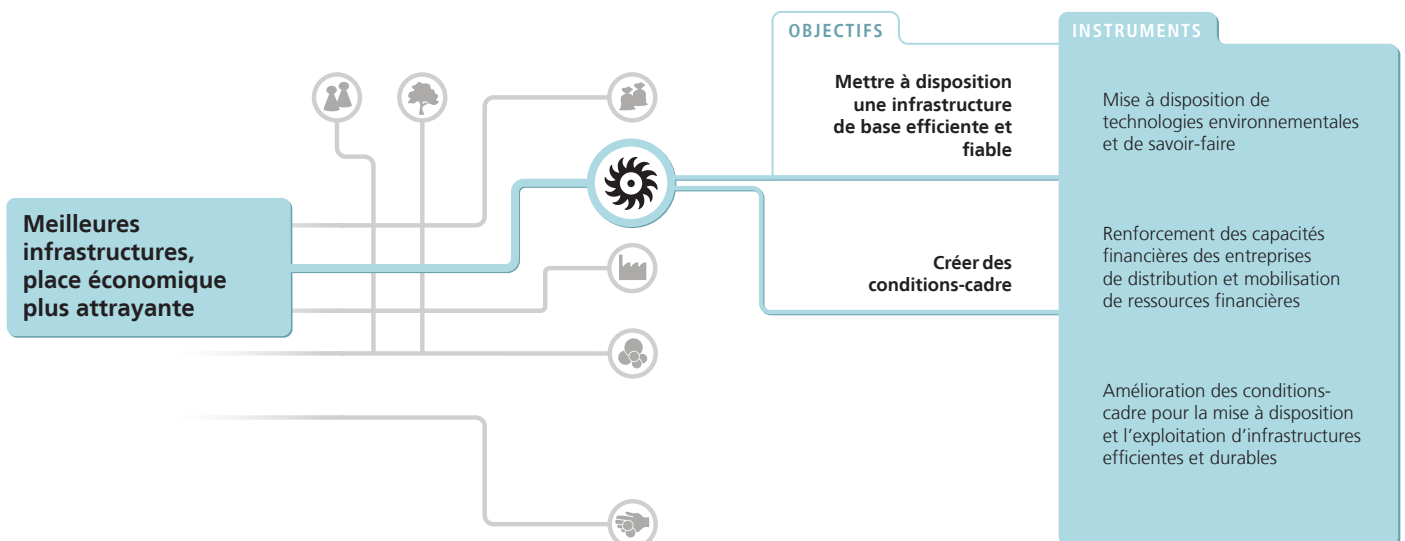 Meilleures
infrastructures,
place économique
plus attrayante
OBJECTIFS
Mettre à disposition
une infrastructure
de base efficiente et
fiable
Créer des
conditions-cadre
INSTRUMENTS
Mise à disposition de
technologies environnementales
et de savoir-faire
Renforcement des capacités
financières des entreprises
de distribution et mobilisation
de ressources financières
Amélioration des conditions-
cadre pour la mise à disposition
et l’exploitation d’infrastructures
efficientes et durables